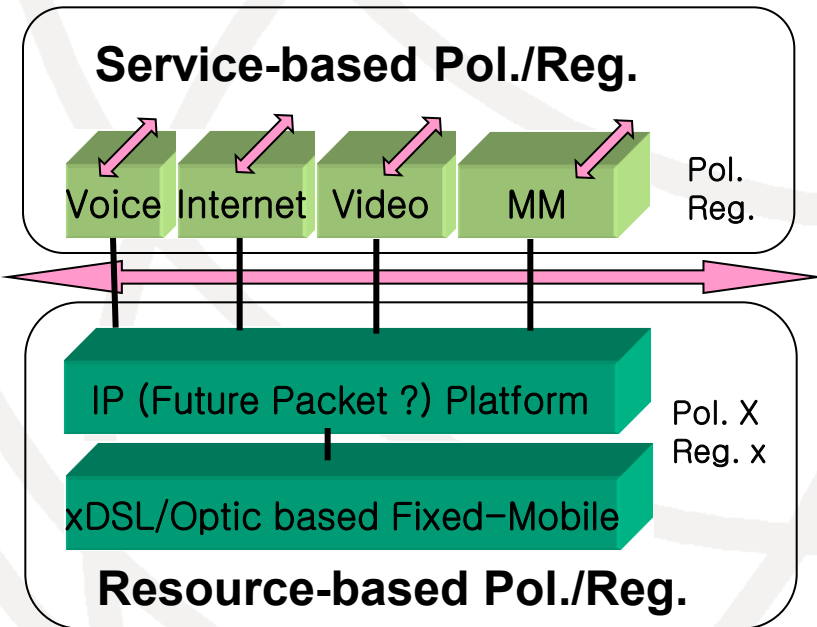 Service-based Pol./Reg.
Voice Internet Video MM
Pol.
Reg.
IP (Future Packet ?) Platform
Pol. X
Reg. x
xDSL/Optic based Fixed-Mobile
Resource-based Pol./Reg.